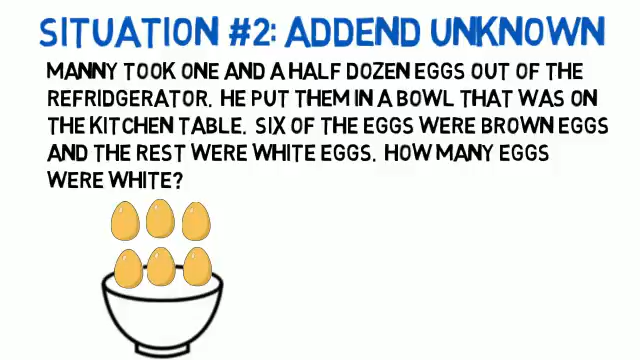 SITUATION #2: ADDEND UNKNOWN
MANNY TOOK ONE AND A HALF DOZEN EGGS OUT OF THE
REFRIDGERATOR. HE PUT THEM IN A BOWL THAT WAS ON
THE KITCHEN TABLE. SIX OF THE EGGS WERE BROWN EGGS
AND THE REST WERE WHITE EGGS. HOW MANY EGGS
WERE WHITE?